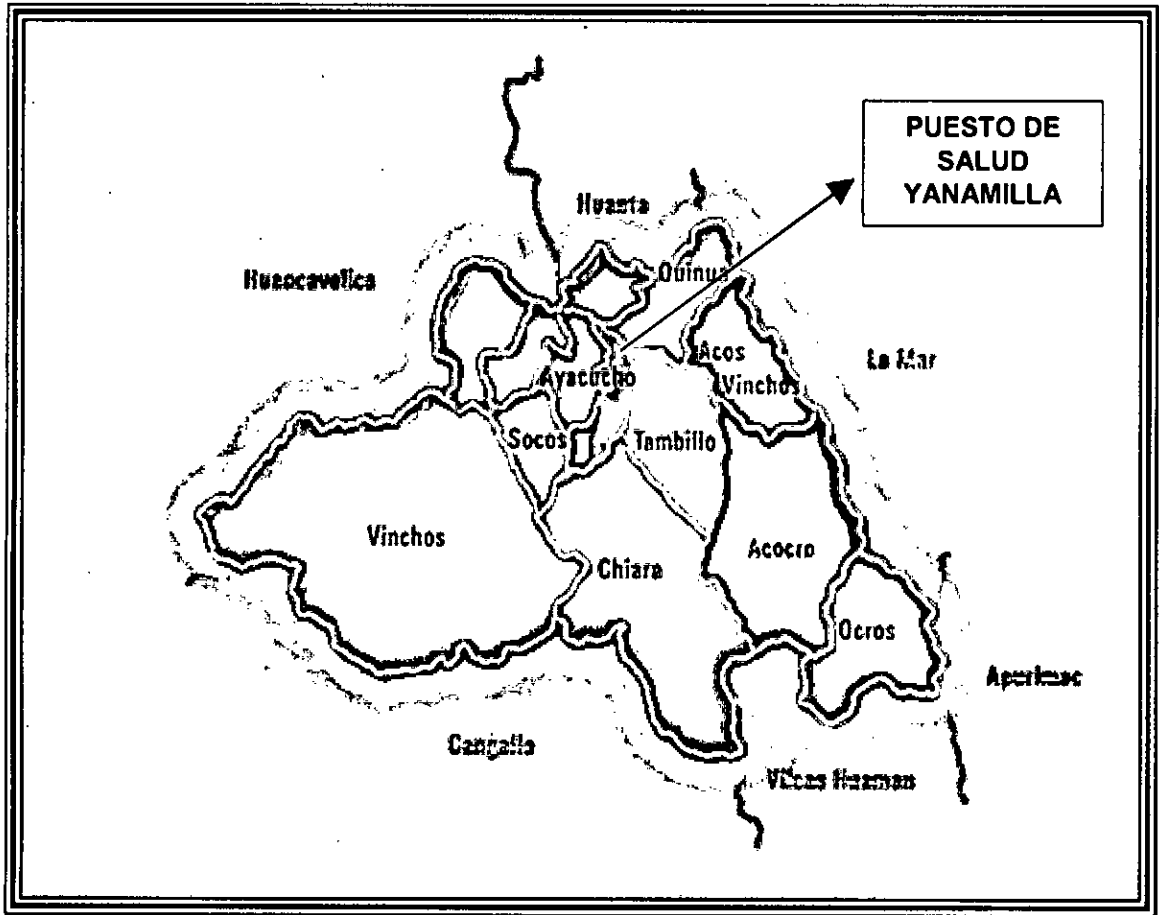 PUESTO DE
SALUD
YANAMILLA
Huanta
Quinua
Huancavelica
Acos
Vinchos
La Mar
Ayacucho
Socos
Tambillo
Vinchos
Chiara
Acocro
Ocros
Apurimac
Cangallo
Vilcas Huaman